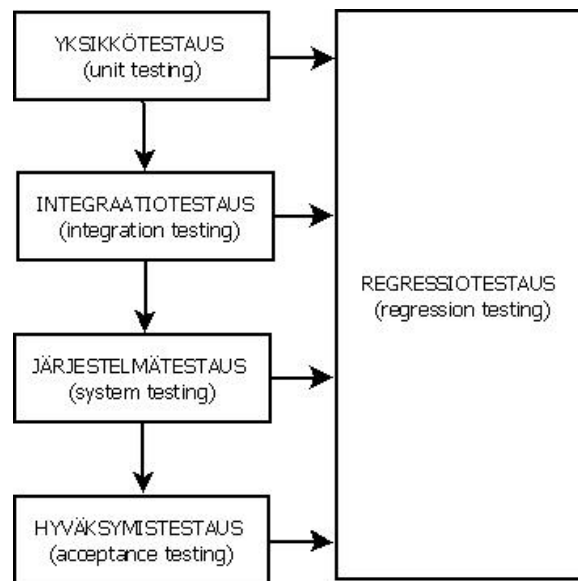 YKSIKKÖTESTAUS
(unit testing)
INTEGRAATIOTESTAUS
(integration testing)
JÄRJESTELMÄTESTAUS
(system testing)
HYVÄKSYMISTESTAUS
(acceptance testing)
REGRESSIOTESTAUS
(regression testing)